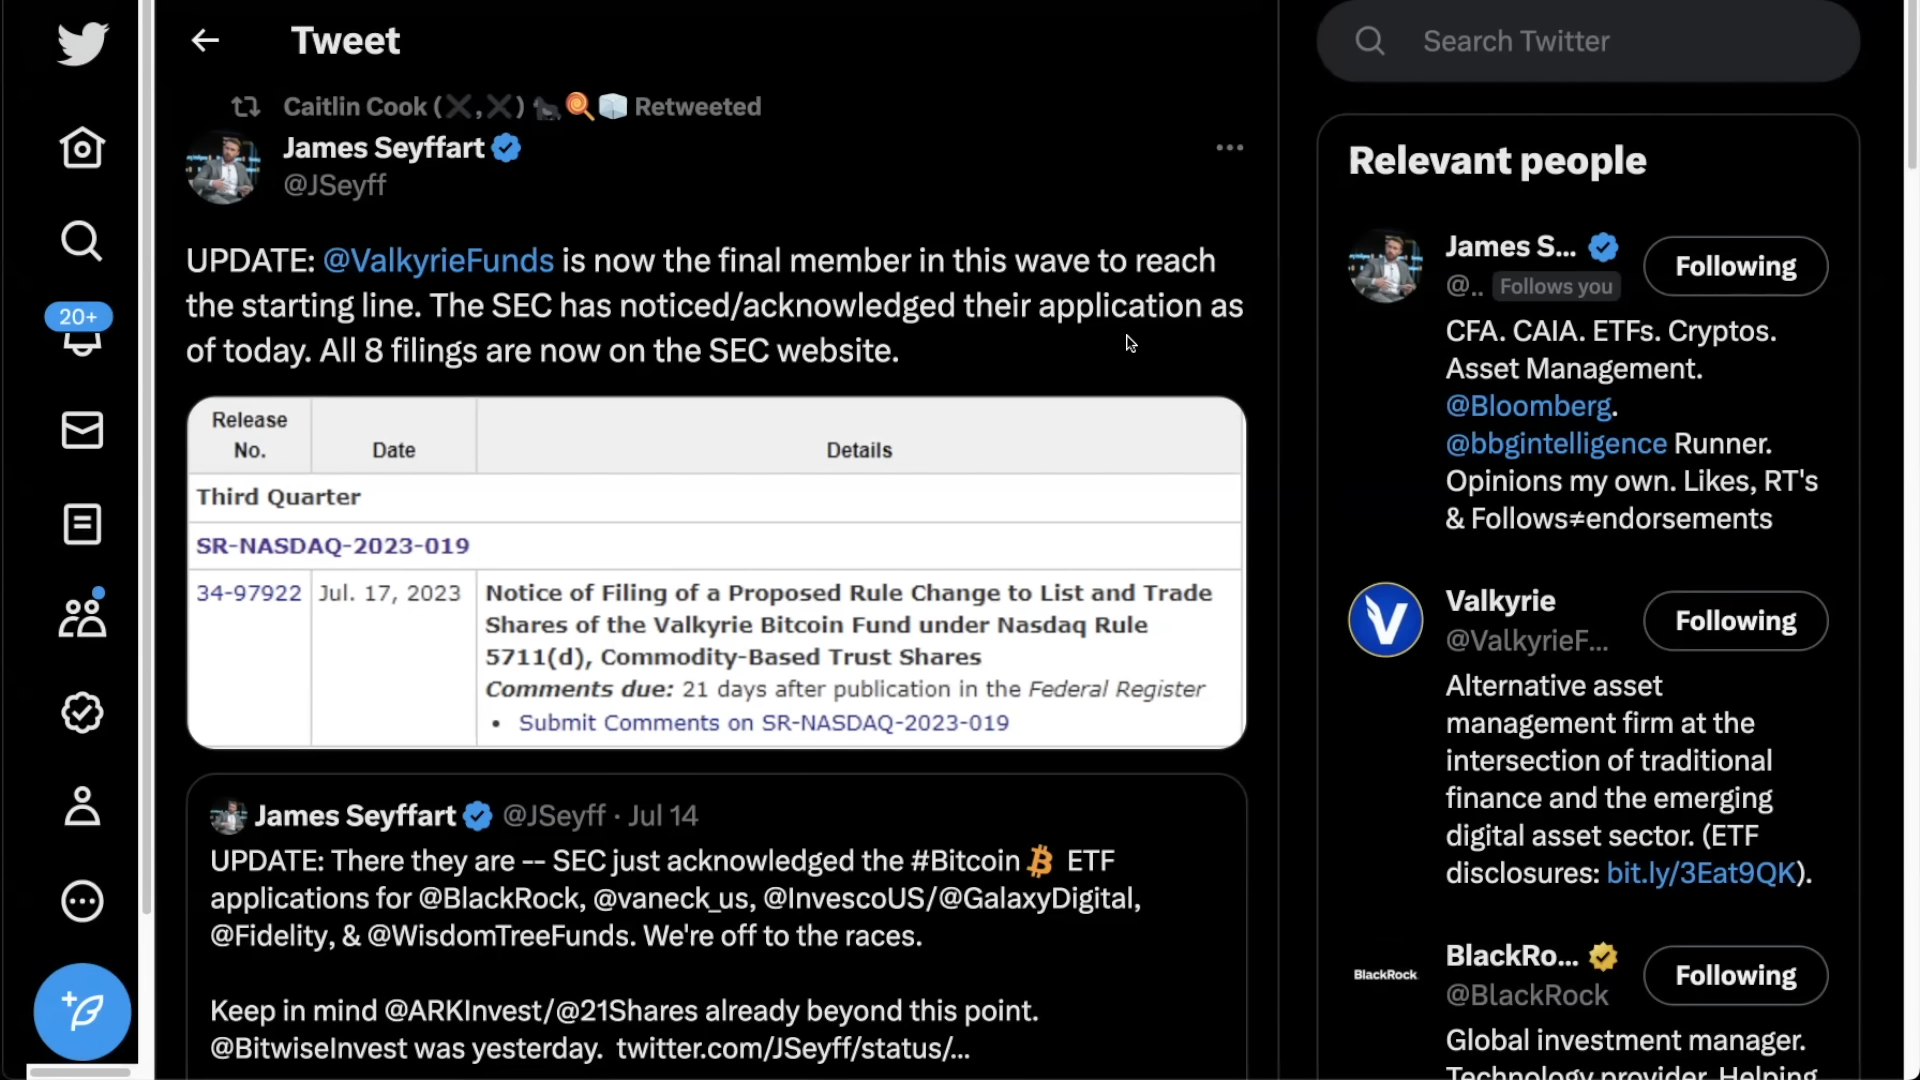 Tweet
Caitlin Cook (❌,❌) 🐩🍭🧊 Retweeted
James Seyffart
@JSeyff
UPDATE: @ValkyrieFunds is now the final member in this wave to reach
the starting line. The SEC has noticed/acknowledged their application as
of today. All 8 filings are now on the SEC website.
Release
No.
Date
Details
Third Quarter
SR-NASDAQ-2023-019
34-97922
Jul. 17, 2023
Notice of Filing of a Proposed Rule Change to List and Trade
Shares of the Valkyrie Bitcoin Fund under Nasdaq Rule
5711(d), Commodity-Based Trust Shares
Comments due: 21 days after publication in the Federal Register
• Submit Comments on SR-NASDAQ-2023-019
James Seyffart @JSeyff · Jul 14
UPDATE: There they are -- SEC just acknowledged the #Bitcoin ETF
applications for @BlackRock, @vaneck_us, @InvescoUS/@GalaxyDigital,
@Fidelity, & @WisdomTreeFunds. We're off to the races.
Keep in mind @ARKInvest/@21Shares already beyond this point.
@BitwiseInvest was yesterday. twitter.com/JSeyff/status/...
20+
Search Twitter
Relevant people
James S...
Following
@.. Follows you
CFA. CAIA. ETFs. Cryptos.
Asset Management.
@Bloomberg.
@bbgintelligence Runner.
Opinions my own. Likes, RT's
& Follows≠endorsements
Valkyrie
Following
@ValkyrieF...
Alternative asset
management firm at the
intersection of traditional
finance and the emerging
digital asset sector. (ETF
disclosures: bit.ly/3Eat9QK).
BlackRock
BlackRo...
Following
@BlackRock
Global investment manager.
Technology provider. Helping